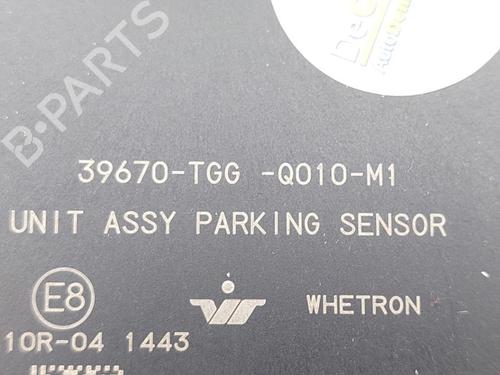 B-PARTS
39670-TGG -Q010-M1
UNIT ASSY PARKING SENSOR
E8
WHETRON
10R-04 1443